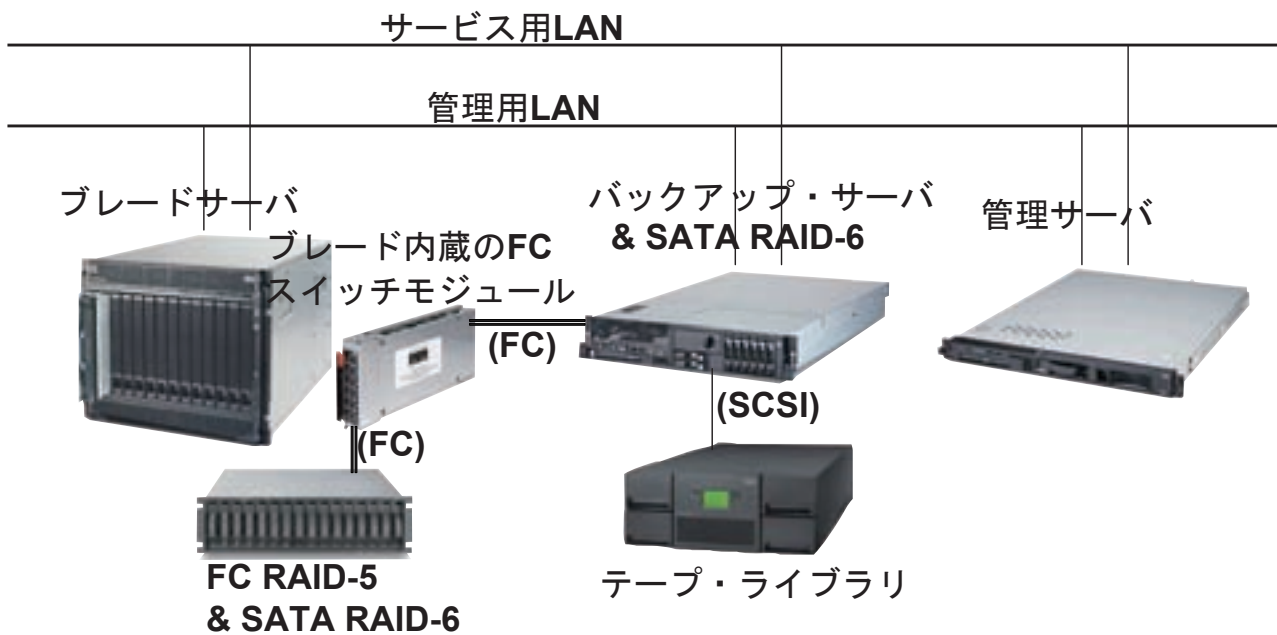 サービス用LAN
管理用LAN
ブレードサーバ
バックアップ・サーバ
& SATA RAID-6
管理サーバ
ブレード内蔵のFC
スイッチモジュール
(FC)
(SCSI)
(FC)
FC RAID-5
& SATA RAID-6
テープ・ライブラリ